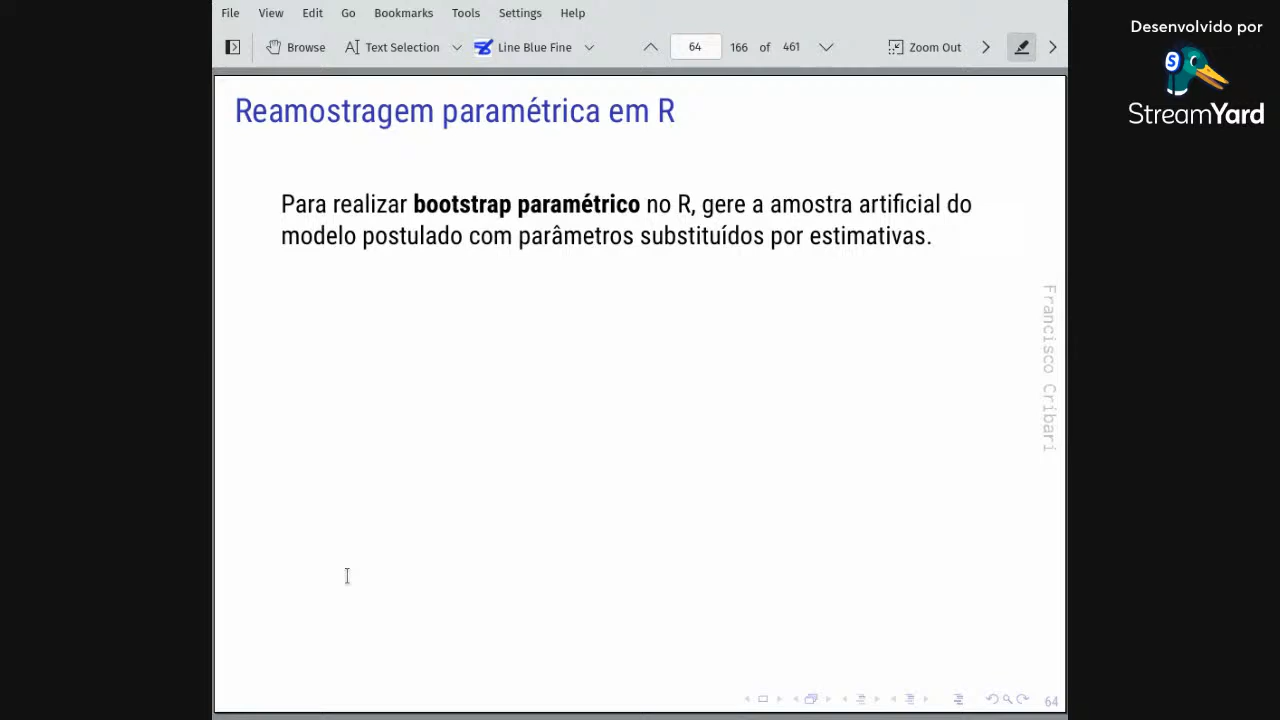 File View Edit Go Bookmarks Tools Settings Help
Browse Text Selection Line Blue Fine 64 166 of 461 Zoom Out
Desenvolvido por
StreamYard
Reamostragem paramétrica em R
Para realizar bootstrap paramétrico no R, gere a amostra artificial do
modelo postulado com parâmetros substituídos por estimativas.
Francisco Cribari
64